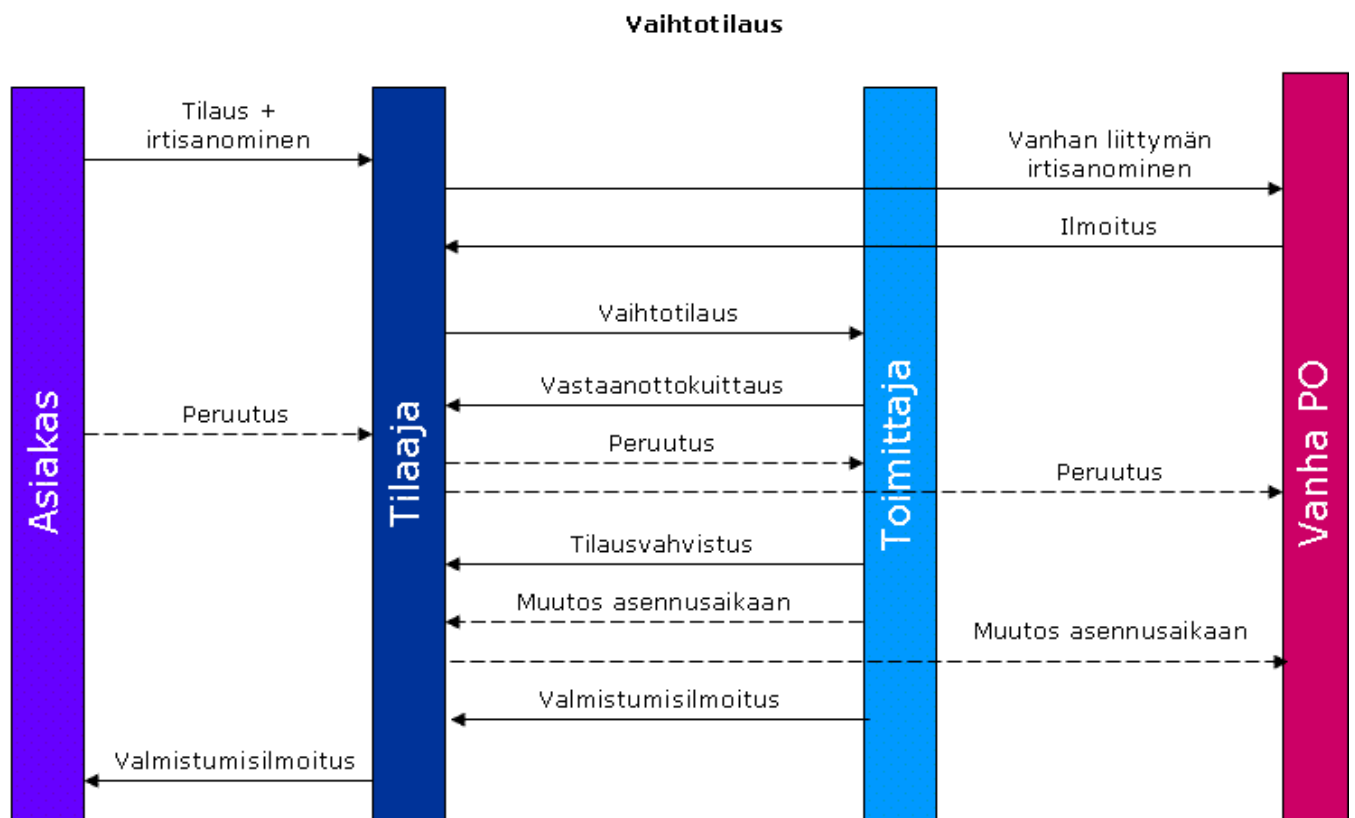 Vaihtotilaus
Tilaus +
irtisanominen
Vanhan liittymän
irtisanominen
Ilmoitus
Vaihtotilaus
Vastaanottokuittaus
Peruutus
Peruutus
Peruutus
Tilausvahvistus
Muutos asennusaikaan
Muutos asennusaikaan
Valmistumisilmoitus
Valmistumisilmoitus
Asiakas
Tilaaja
Toimittaja
Vanha PO